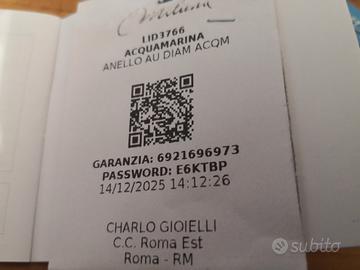 LID3766
ACQUAMARINA
ANELLO AU DIAM ACQM
GARANZIA: 6921696973
PASSWORD: E6KTBP
14/12/2025 14:12:26
CHARLO GIOIELLI
C.C. Roma Est
Roma - RM
subito